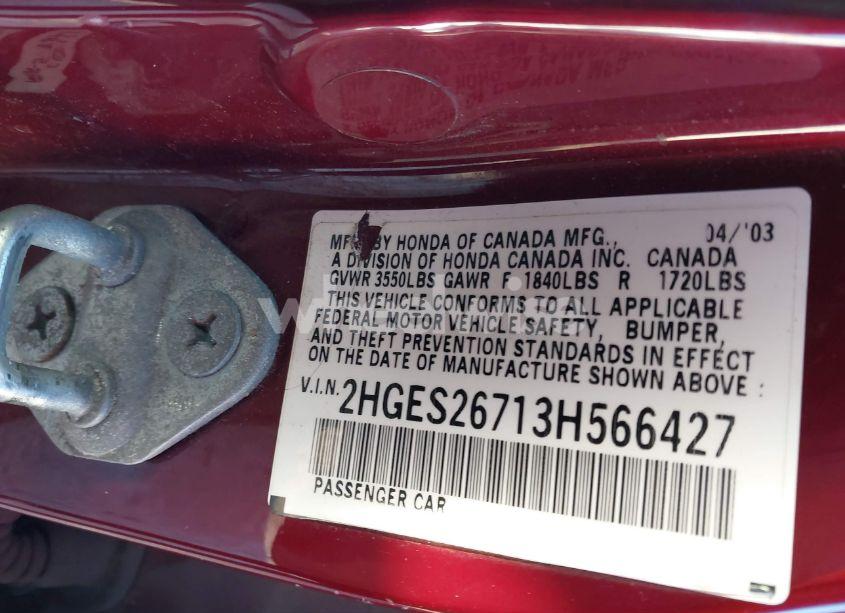 MFD BY HONDA OF CANADA MFG., 04/'03
A DIVISION OF HONDA CANADA INC. CANADA
GVWR 3550LBS GAWR F 1840LBS R 1720LBS
THIS VEHICLE CONFORMS TO ALL APPLICABLE
FEDERAL MOTOR VEHICLE SAFETY, BUMPER,
AND THEFT PREVENTION STANDARDS IN EFFECT
ON THE DATE OF MANUFACTURE SHOWN ABOVE :
V.I.N. 2HGES26713H566427
PASSENGER CAR